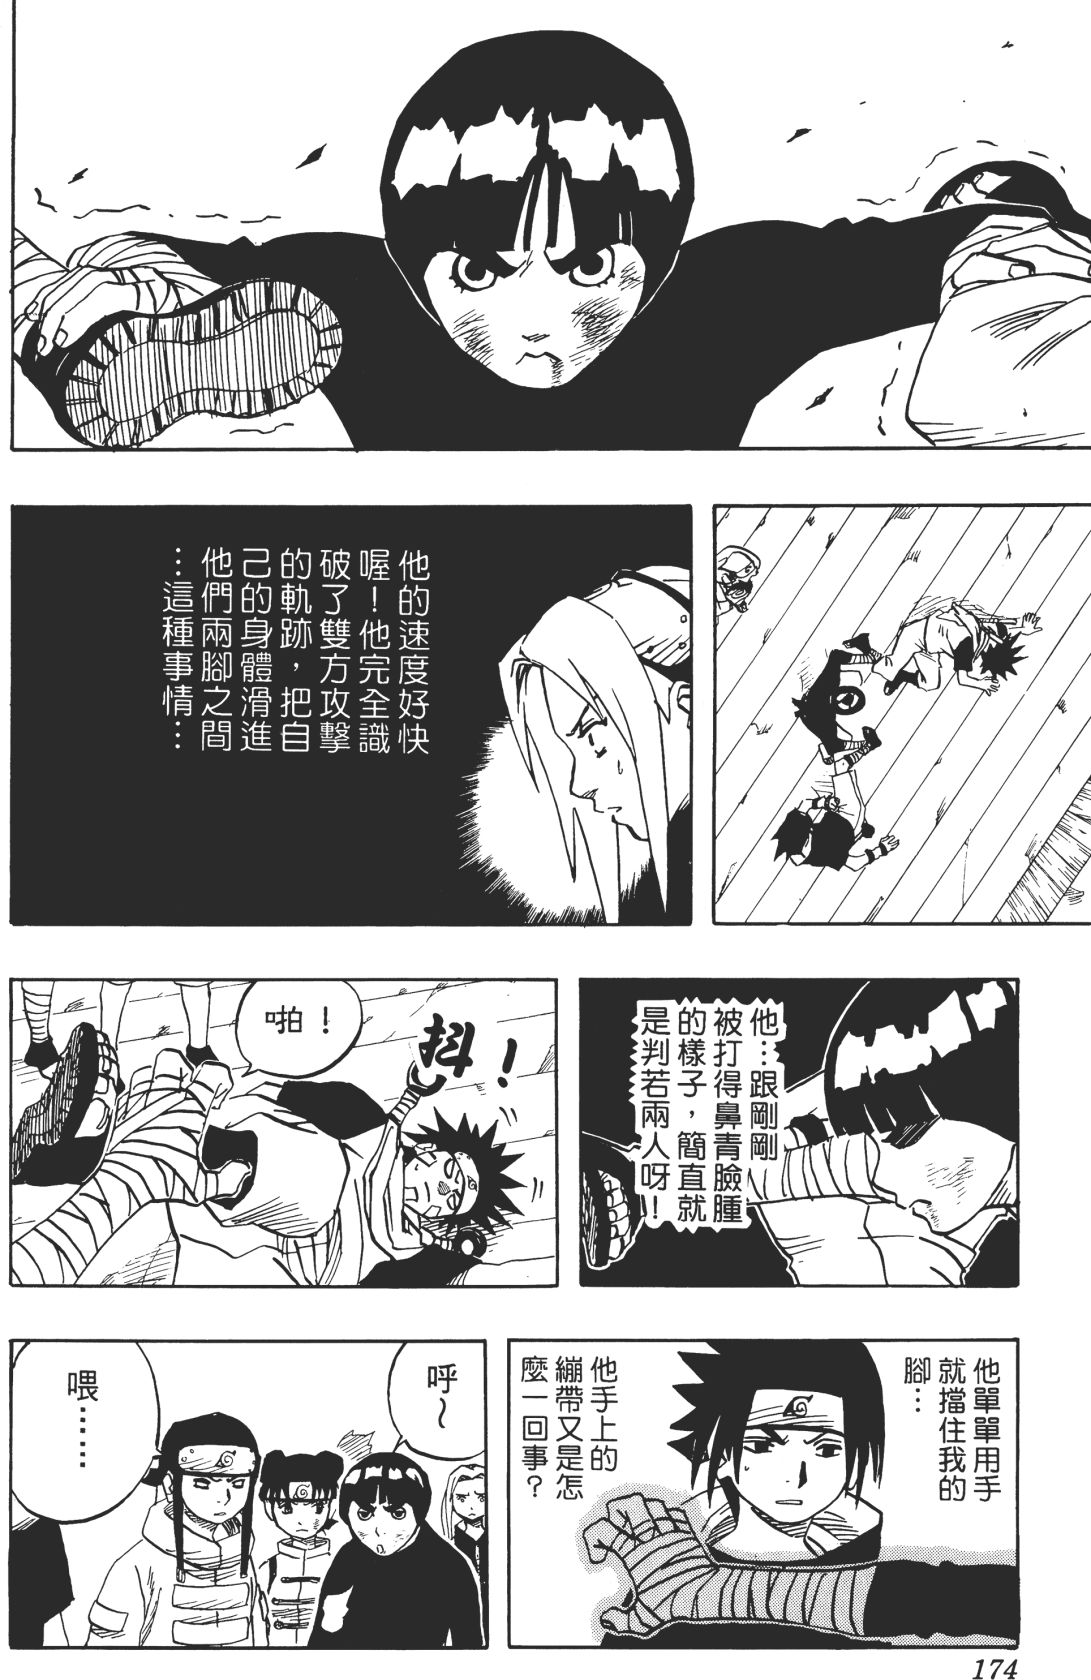 他的速度好快
喔！他完全識
破了雙方攻擊
的軌跡，把自
己的身體滑進
他們兩腳之間
…這種事情…
他…跟剛剛
被打得鼻青臉腫
的樣子，簡直就
是判若兩人呀！
抖！
啪！
他單單用手
就擋住我的
腳…
他手上的
繃帶又是怎
麼一回事？
呼～
喂……
174